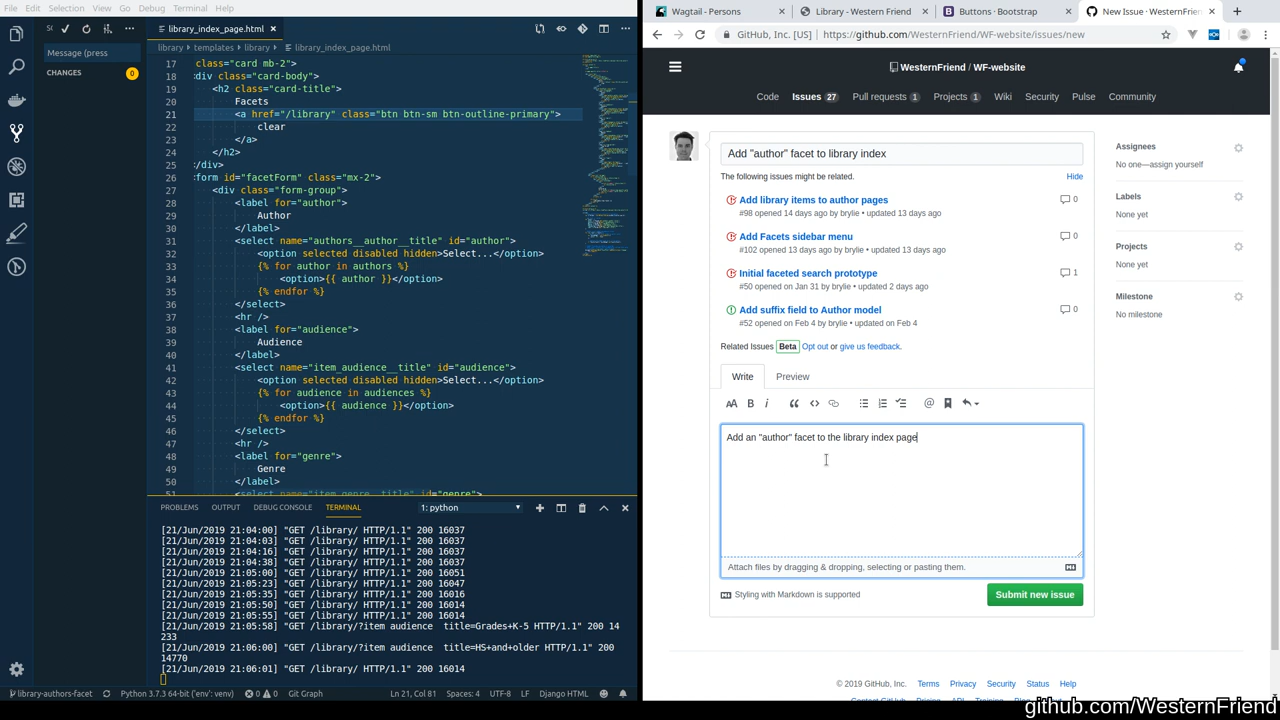 File Edit Selection View Go Debug Terminal Help
Message (press
CHANGES 0
library_index_page.html
library templates library library_index_page.html
17 class="card mb-2">
18 div class="card-body">
19 <h2 class="card-title">
20 Facets
21 <a href="/library" class="btn btn-sm btn-outline-primary">
22 clear
23 </a>
24 </h2>
25 /div>
26 form id="facetForm" class="mx-2">
27 <div class="form-group">
28 <label for="author">
29 Author
30 </label>
31 <select name="authors__author__title" id="author">
32 <option selected disabled hidden>Select...</option>
33 {% for author in authors %}
34 <option>{{ author }}</option>
35 {% endfor %}
36 </select>
37 <hr />
38 <label for="audience">
39 Audience
40 </label>
41 <select name="item_audience__title" id="audience">
42 <option selected disabled hidden>Select...</option>
43 {% for audience in audiences %}
44 <option>{{ audience }}</option>
45 {% endfor %}
46 </select>
47 <hr />
48 <label for="genre">
49 Genre
50 </label>
51 <select name="item_genre__title" id="genre">
PROBLEMS OUTPUT DEBUG CONSOLE TERMINAL 1: python
[21/Jun/2019 21:04:00] "GET /library/ HTTP/1.1" 200 16037
[21/Jun/2019 21:04:03] "GET /library/ HTTP/1.1" 200 16037
[21/Jun/2019 21:04:16] "GET /library/ HTTP/1.1" 200 16037
[21/Jun/2019 21:04:38] "GET /library/ HTTP/1.1" 200 16037
[21/Jun/2019 21:05:00] "GET /library/ HTTP/1.1" 200 16051
[21/Jun/2019 21:05:23] "GET /library/ HTTP/1.1" 200 16047
[21/Jun/2019 21:05:35] "GET /library/ HTTP/1.1" 200 16016
[21/Jun/2019 21:05:50] "GET /library/ HTTP/1.1" 200 16014
[21/Jun/2019 21:05:55] "GET /library/ HTTP/1.1" 200 16014
[21/Jun/2019 21:05:58] "GET /library/?item audience  title=Grades+K-5 HTTP/1.1" 200 14
233
[21/Jun/2019 21:06:00] "GET /library/?item audience  title=HS+and+older HTTP/1.1" 200
14770
[21/Jun/2019 21:06:01] "GET /library/ HTTP/1.1" 200 16014
library-authors-facet Python 3.7.3 64-bit ('env': venv) 0 0 Git Graph Ln 21, Col 81 Spaces: 4 UTF-8 LF Django HTML
Wagtail - Persons Library - Western Friend Buttons · Bootstrap New Issue · WesternFrien
GitHub, Inc. [US] https://github.com/WesternFriend/WF-website/issues/new
WesternFriend / WF-website
Code Issues 27 Pull requests 1 Projects 1 Wiki Security Pulse Community
Add "author" facet to library index
The following issues might be related. Hide
Add library items to author pages 0
#98 opened 14 days ago by brylie • updated 13 days ago
Add Facets sidebar menu 0
#102 opened 13 days ago by brylie • updated 13 days ago
Initial faceted search prototype 1
#50 opened on Jan 31 by brylie • updated 2 days ago
Add suffix field to Author model 0
#52 opened on Feb 4 by brylie • updated on Feb 4
Related Issues Beta Opt out or give us feedback.
Write Preview
Add an "author" facet to the library index page
Attach files by dragging & dropping, selecting or pasting them.
Styling with Markdown is supported Submit new issue
Assignees
No one—assign yourself
Labels
None yet
Projects
None yet
Milestone
No milestone
© 2019 GitHub, Inc. Terms Privacy Security Status Help
github.com/WesternFriend